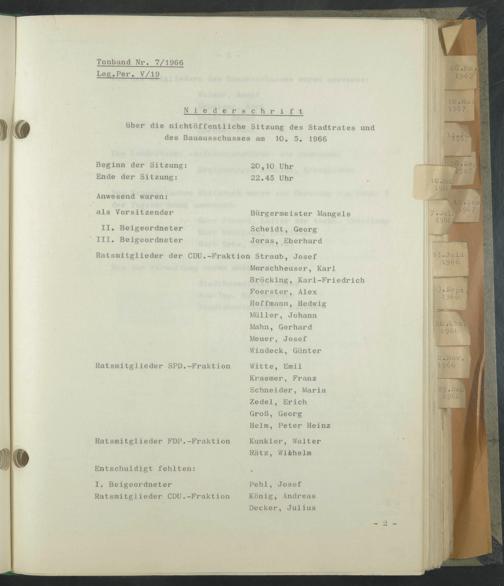 Tonband Nr. 7/1966
Leg.Per. V/19
Niederschrift
über die nichtöffentliche Sitzung des Stadtrates und
des Bauausschusses am 10. 5. 1966
Beginn der Sitzung: 20,10 Uhr
Ende der Sitzung: 22.45 Uhr
Anwesend waren:
als Vorsitzender Bürgermeister Mangels
II. Beigeordneter Scheidt, Georg
III. Beigeordneter Joras, Eberhard
Ratsmitglieder der CDU.-Fraktion Straub, Josef
Marschheuser, Karl
Bröcking, Karl-Friedrich
Foerster, Alex
Hoffmann, Hedwig
Müller, Johann
Mahn, Gerhard
Meuer, Josef
Windeck, Günter
Ratsmitglieder SPD.-Fraktion Witte, Emil
Kraemer, Franz
Schneider, Maria
Zedel, Erich
Groß, Georg
Helm, Peter Heinz
Ratsmitglieder FDP.-Fraktion Kunkler, Walter
Rätz, Wilhelm
Entschuldigt fehlten:
I. Beigeordneter Pehl, Josef
Ratsmitglieder CDU.-Fraktion König, Andreas
Decker, Julius
- 2 -